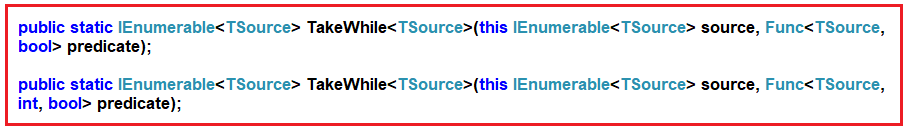 public static IEnumerable<TSource> TakeWhile<TSource>(this IEnumerable<TSource> source, Func<TSource,
bool> predicate);
public static IEnumerable<TSource> TakeWhile<TSource>(this IEnumerable<TSource> source, Func<TSource,
int, bool> predicate);